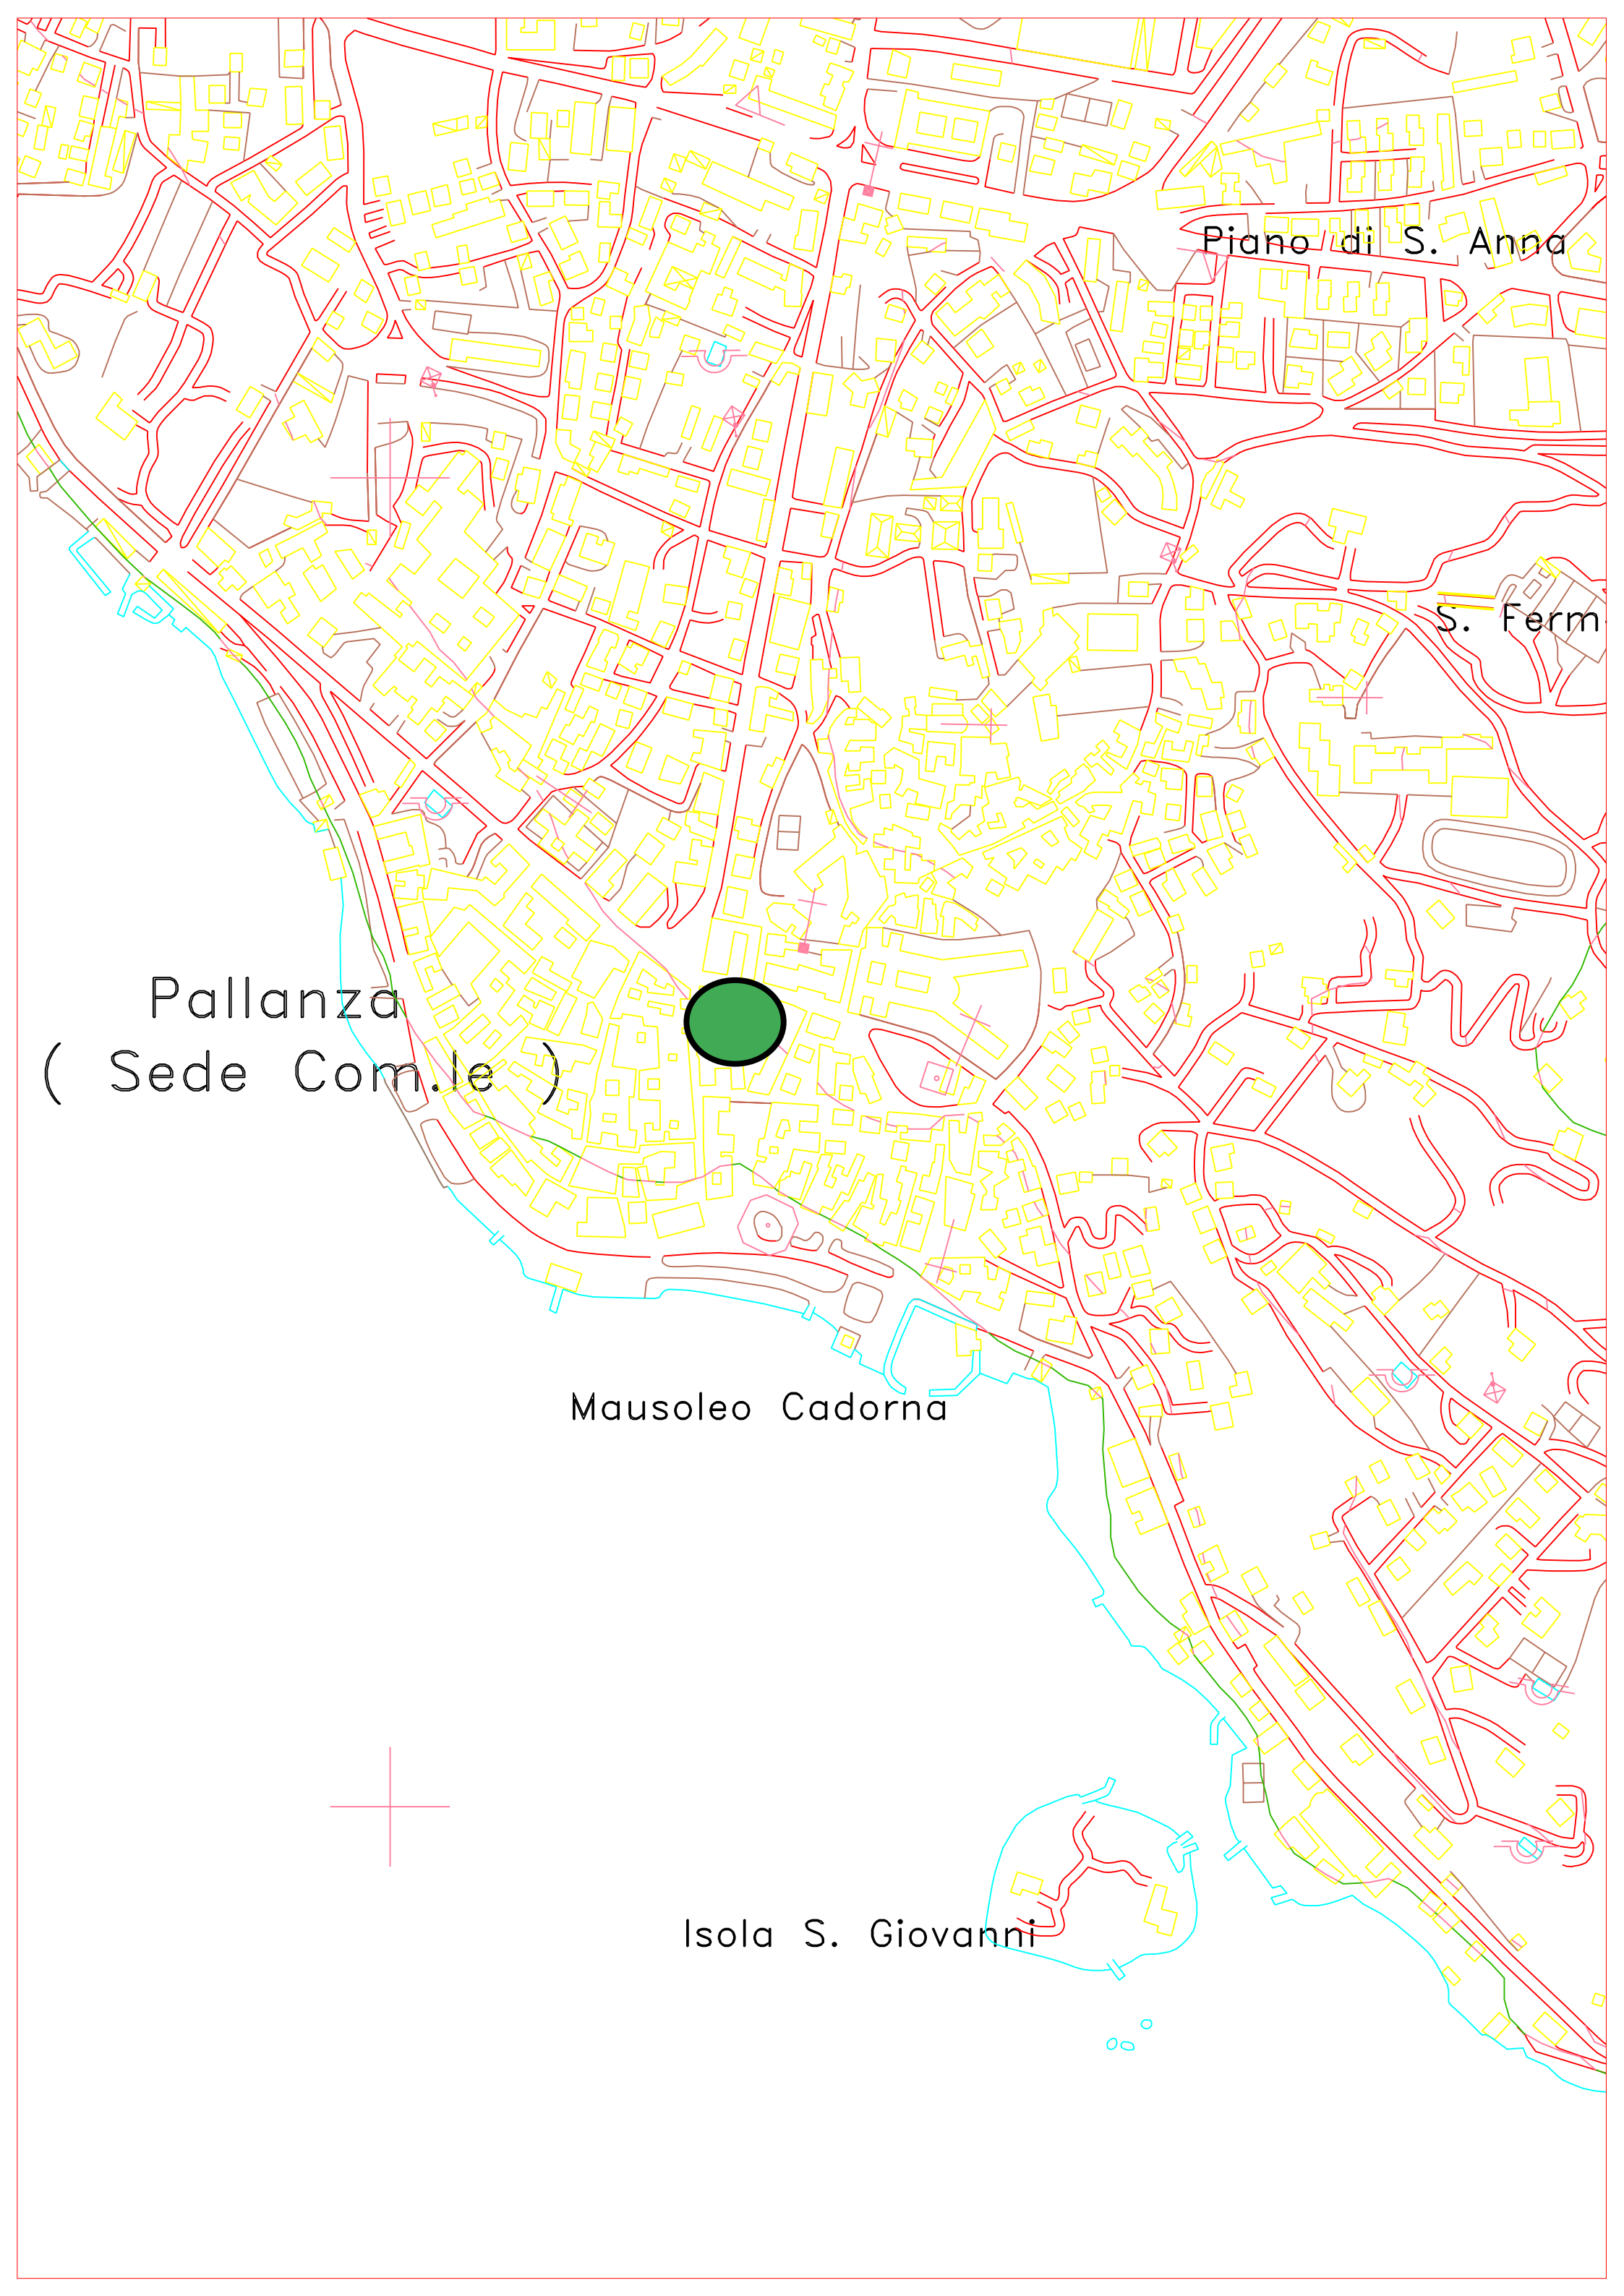 Piano di S. Anna
S. Ferm
Pallanza
( Sede Com.le )
Mausoleo Cadorna
Isola S. Giovanni